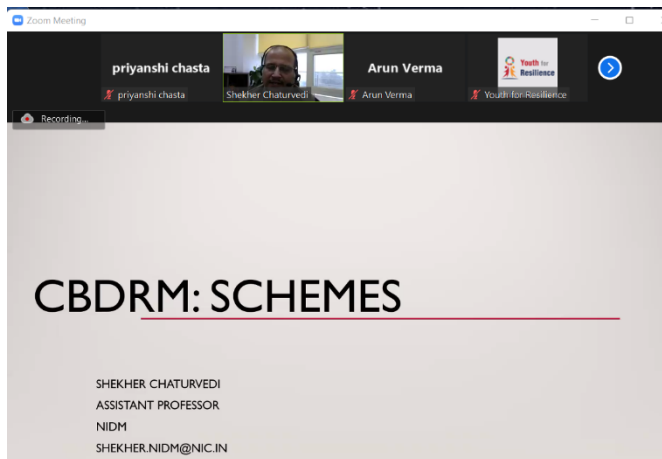 Zoom Meeting
priyanshi chasta
Arun Verma
Youth for
Resilience
priyanshi chasta
Shekher Chaturvedi
Arun Verma
Youth for Resilience
Recording...
CBDRM: SCHEMES
SHEKHER CHATURVEDI
ASSISTANT PROFESSOR
NIDM
SHEKHER.NIDM@NIC.IN